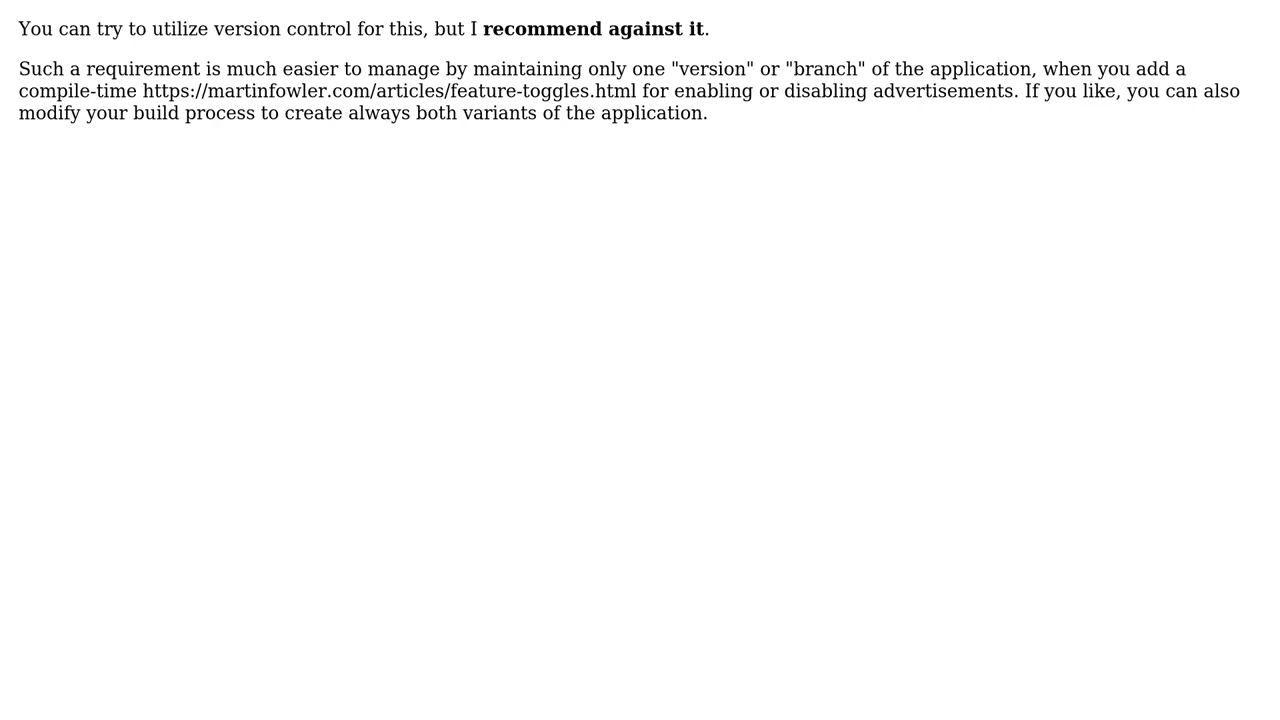 You can try to utilize version control for this, but I recommend against it.
Such a requirement is much easier to manage by maintaining only one "version" or "branch" of the application, when you add a
compile-time https://martinfowler.com/articles/feature-toggles.html for enabling or disabling advertisements. If you like, you can also
modify your build process to create always both variants of the application.